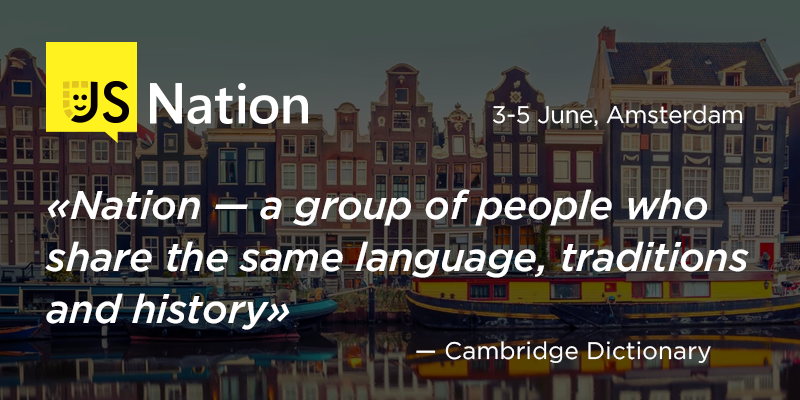 JS Nation
3-5 June, Amsterdam
«Nation — a group of people who
share the same language, traditions
and history»
— Cambridge Dictionary